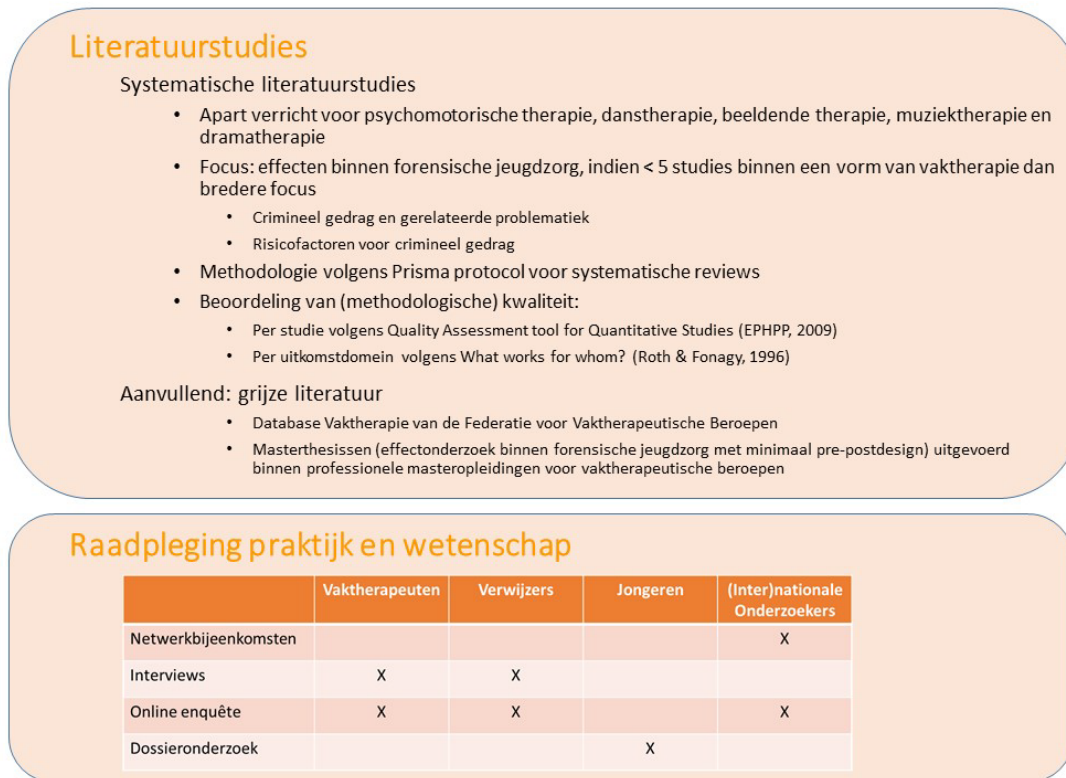 Literatuurstudies
Systematische literatuurstudies
• Apart verricht voor psychomotorische therapie, danstherapie, beeldende therapie, muziektherapie en
dramatherapie
• Focus: effecten binnen forensische jeugdzorg, indien < 5 studies binnen een vorm van vaktherapie dan
bredere focus
• Crimineel gedrag en gerelateerde problematiek
• Risicofactoren voor crimineel gedrag
• Methodologie volgens Prisma protocol voor systematische reviews
• Beoordeling van (methodologische) kwaliteit:
• Per studie volgens Quality Assessment tool for Quantitative Studies (EPHPP, 2009)
• Per uitkomstdomein volgens What works for whom? (Roth & Fonagy, 1996)
Aanvullend: grijze literatuur
• Database Vaktherapie van de Federatie voor Vaktherapeutische Beroepen
• Masterthesissen (effectonderzoek binnen forensische jeugdzorg met minimaal pre-postdesign) uitgevoerd
binnen professionele masteropleidingen voor vaktherapeutische beroepen
Raadpleging praktijk en wetenschap
Vaktherapeuten Verwijzers Jongeren (Inter)nationale
Onderzoekers
Netwerkbijeenkomsten X
Interviews X X
Online enquête X X X
Dossieronderzoek X